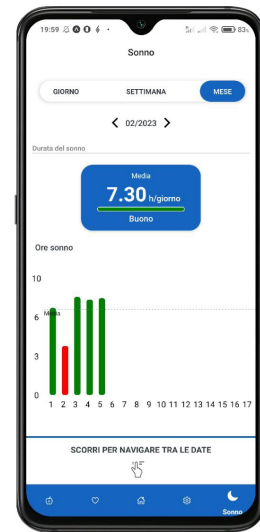 19:59
83%
Sonno
GIORNO SETTIMANA MESE
02/2023
Durata del sonno
Media
7.30 h/giorno
Buono
Ore sonno
10
Media
6
3
0
1 2 3 4 5 6 7 8 9 10 11 12 13 14 15 16 17
SCORRI PER NAVIGARE TRA LE DATE
Sonno